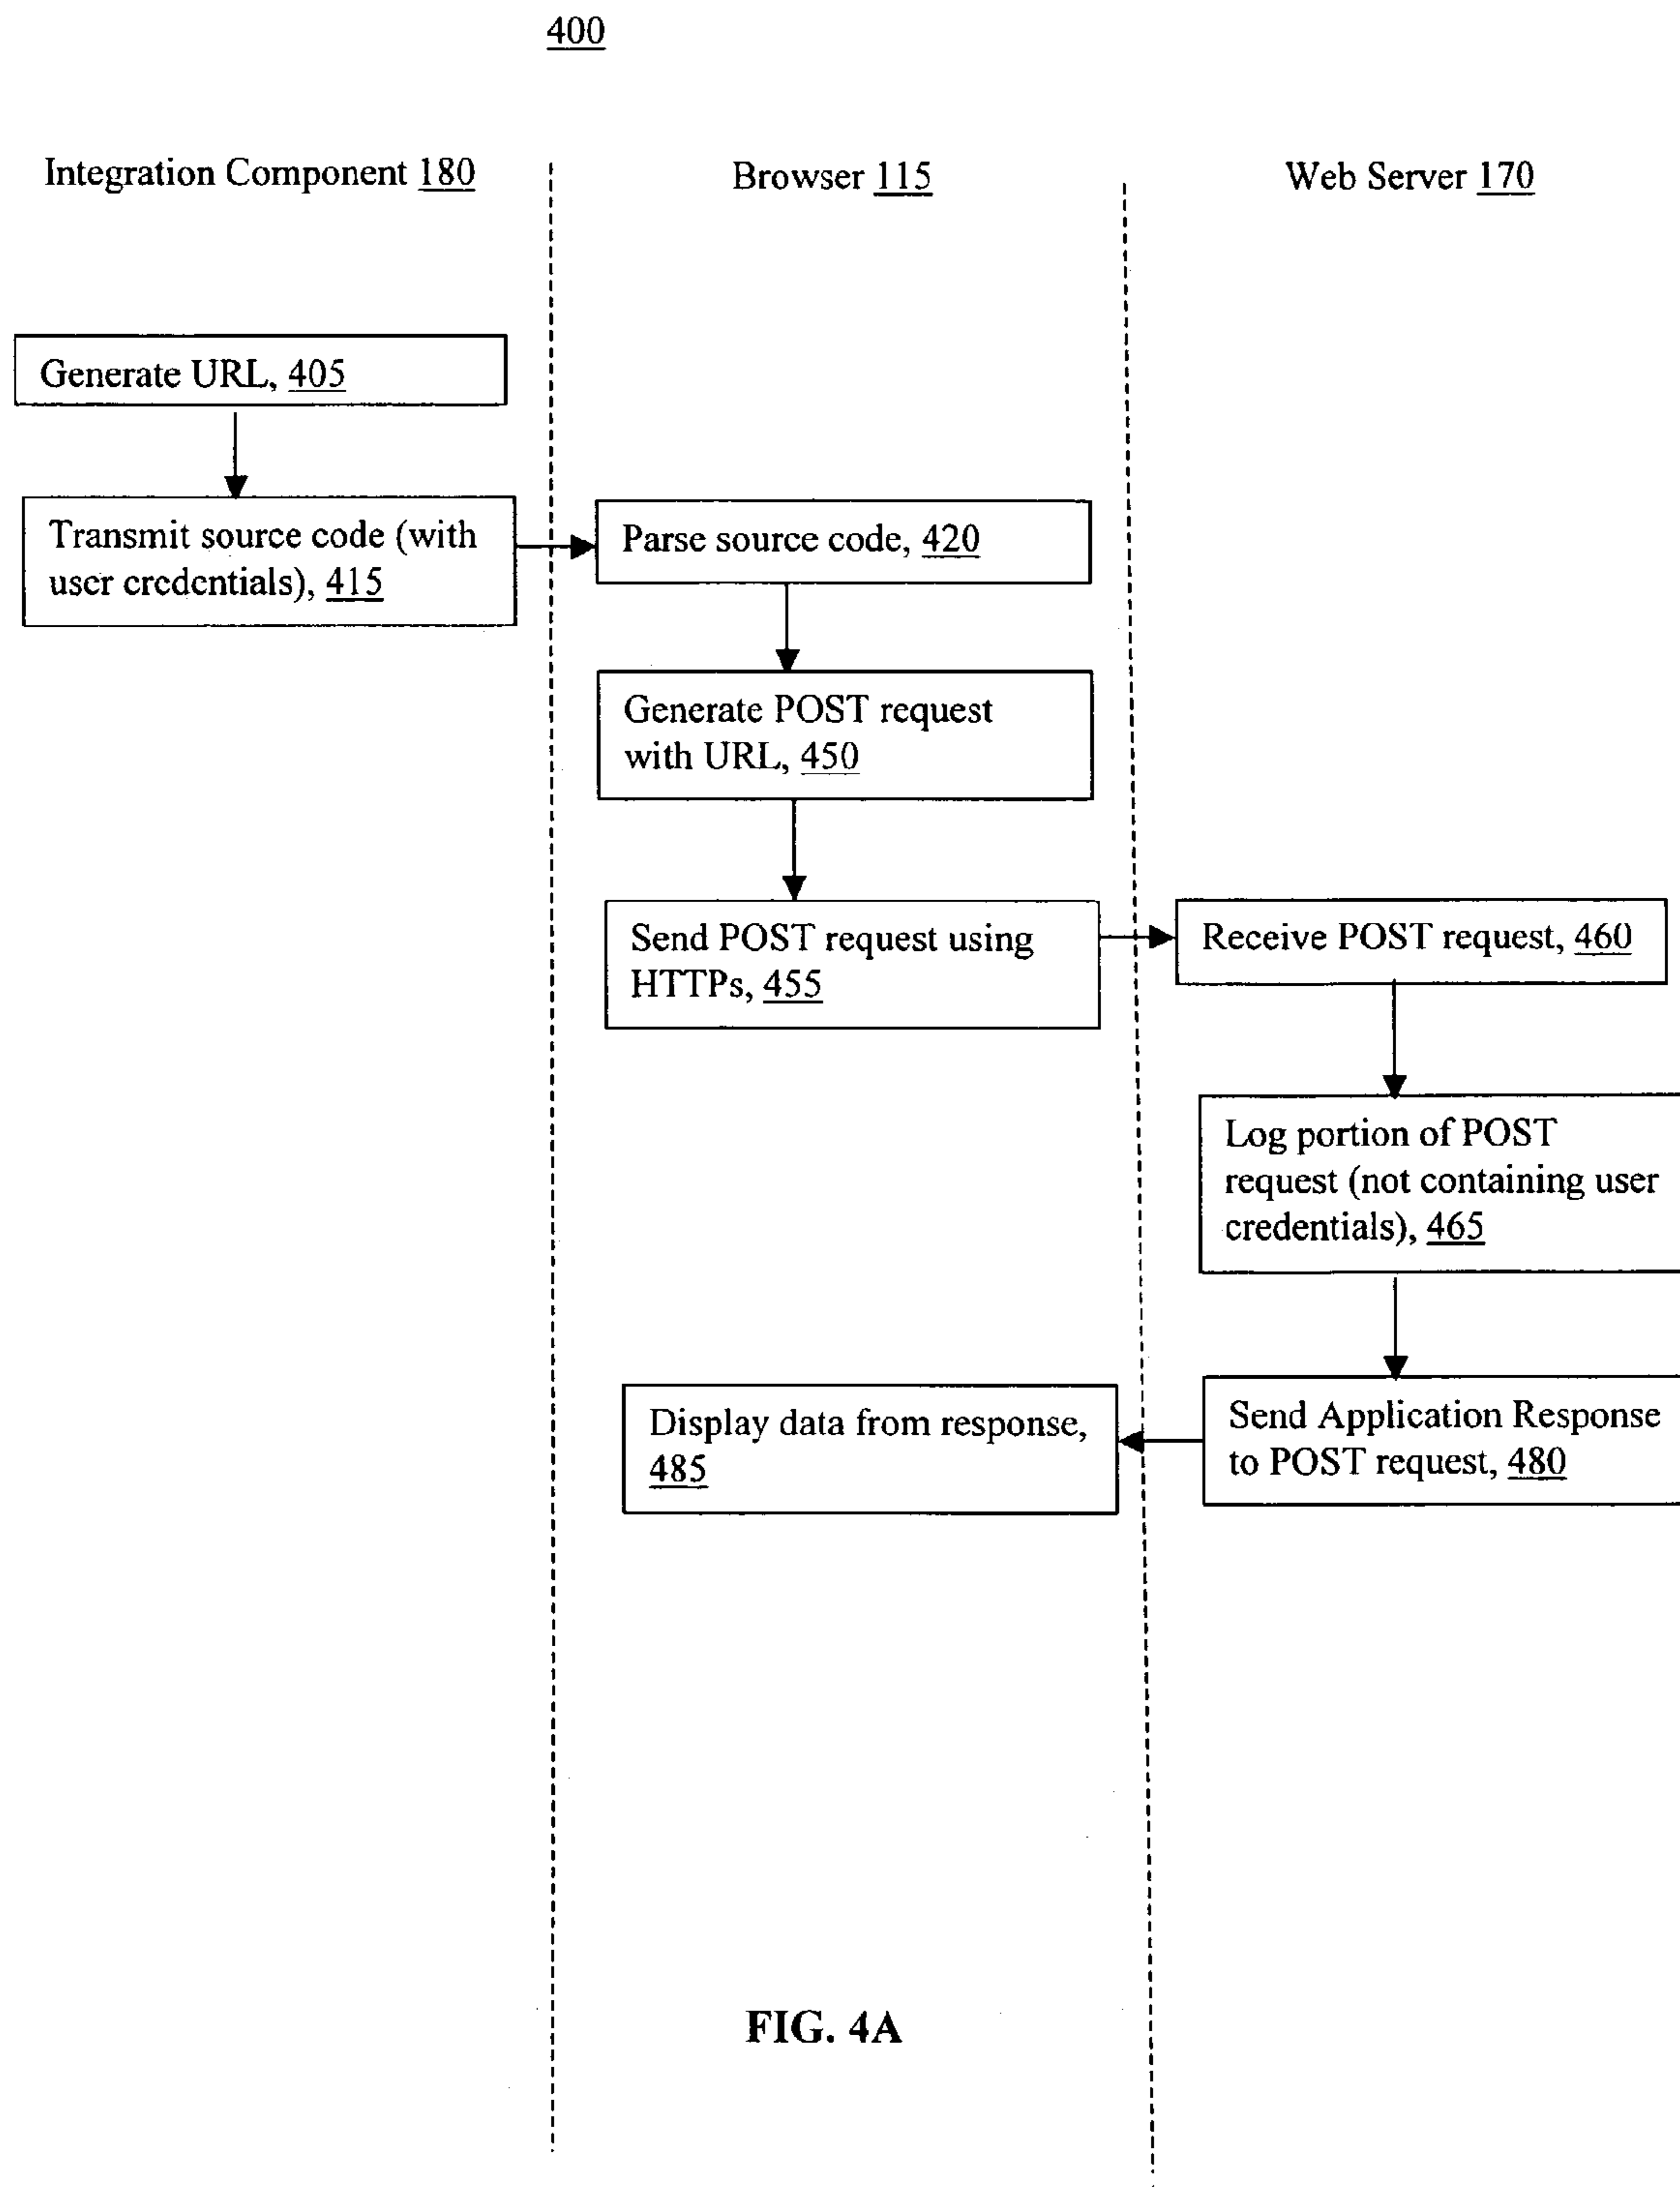 400
Integration Component 180
Browser 115
Web Server 170
Generate URL, 405
Transmit source code (with
user credentials), 415
Parse source code, 420
Generate POST request
with URL, 450
Send POST request using
HTTPs, 455
Receive POST request, 460
Log portion of POST
request (not containing user
credentials), 465
Send Application Response
to POST request, 480
Display data from response,
485
FIG. 4A